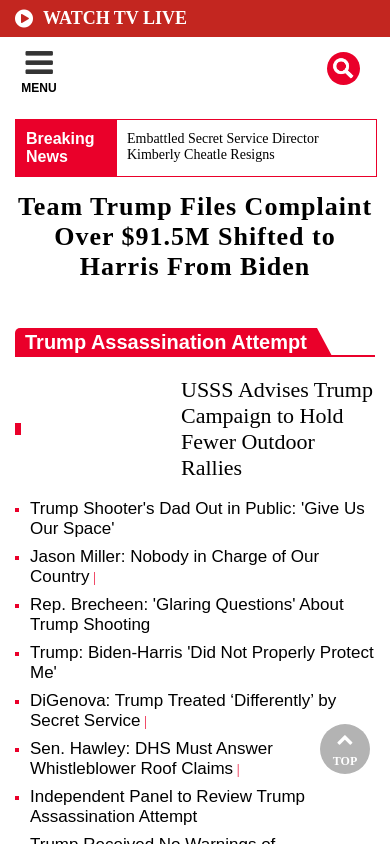 WATCH TV LIVE
MENU
Breaking
News
Embattled Secret Service Director
Kimberly Cheatle Resigns
Team Trump Files Complaint
Over $91.5M Shifted to
Harris From Biden
Trump Assassination Attempt
USSS Advises Trump
Campaign to Hold
Fewer Outdoor
Rallies
Trump Shooter's Dad Out in Public: 'Give Us
Our Space'
Jason Miller: Nobody in Charge of Our
Country |
Rep. Brecheen: 'Glaring Questions' About
Trump Shooting
Trump: Biden-Harris 'Did Not Properly Protect
Me'
DiGenova: Trump Treated ‘Differently’ by
Secret Service |
Sen. Hawley: DHS Must Answer
Whistleblower Roof Claims |
TOP
Independent Panel to Review Trump
Assassination Attempt
Trump Received No Warnings of